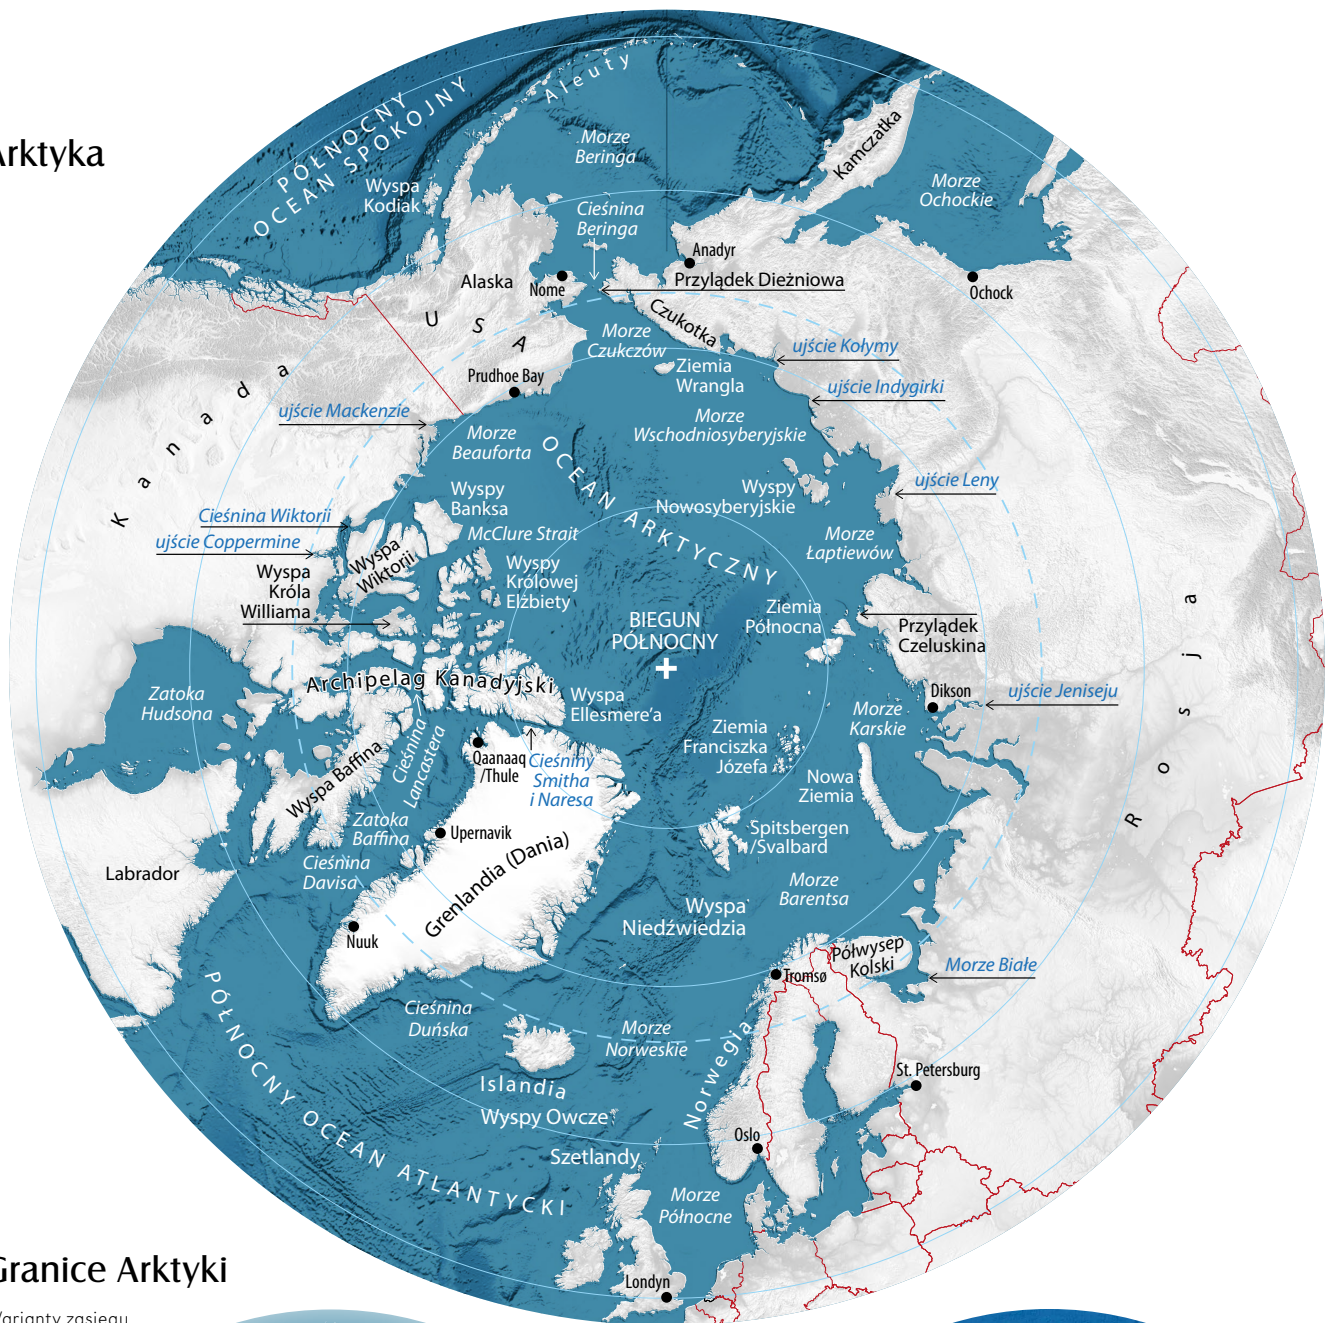 Arktyka
PÓŁNOCNY
OCEAN SPOKOJNY
Aleuty
Morze
Beringa
Kamczatka
Morze
Ochockie
Wyspa
Kodiak
Cieśnina
Beringa
Anadyr
Przylądek Dieżniowa
Ochock
Alaska
Nome
USA
Czukotka
Morze
Czukczów
ujście Kołymy
Ziemia
Wrangla
Prudhoe Bay
ujście Indygirki
Kanada
ujście Mackenzie
Morze
Beauforta
Morze
Wschodniosyberyjskie
OCEAN ARKTYCZNY
Wyspy
Banksa
Wyspy
Nowosyberyjskie
ujście Leny
Cieśnina Wiktorii
McClure Strait
ujście Coppermine
Wyspa
Wiktorii
Morze
Łaptiewów
Wyspa
Króla
Williama
Wyspy
Królowej
Elżbiety
BIEGUN
PÓŁNOCNY
Ziemia
Północna
Przylądek
Czeluskina
Rosja
Archipelag Kanadyjski
Wyspa
Ellesmere'a
Zatoka
Hudsona
Dikson
ujście Jeniseju
Morze
Karskie
Ziemia
Franciszka
Józefa
Cieśnina
Lancastera
Qaanaaq
/Thule
Cieśniny
Smitha
i Naresa
Wyspa Baffina
Nowa
Ziemia
Zatoka
Baffina
Upernavik
Spitsbergen
/Svalbard
Cieśnina
Davisa
Labrador
Grenlandia (Dania)
Morze
Barentsa
Wyspa
Niedźwiedzia
Nuuk
Półwysep
Kolski
Tromsø
Morze Białe
Cieśnina
Duńska
Morze
Norweskie
Norwegia
Islandia
St. Petersburg
Wyspy Owcze
Oslo
Szetlandy
PÓŁNOCNY OCEAN ATLANTYCKI
Morze
Północne
Londyn
Granice Arktyki
Warianty zasięgu